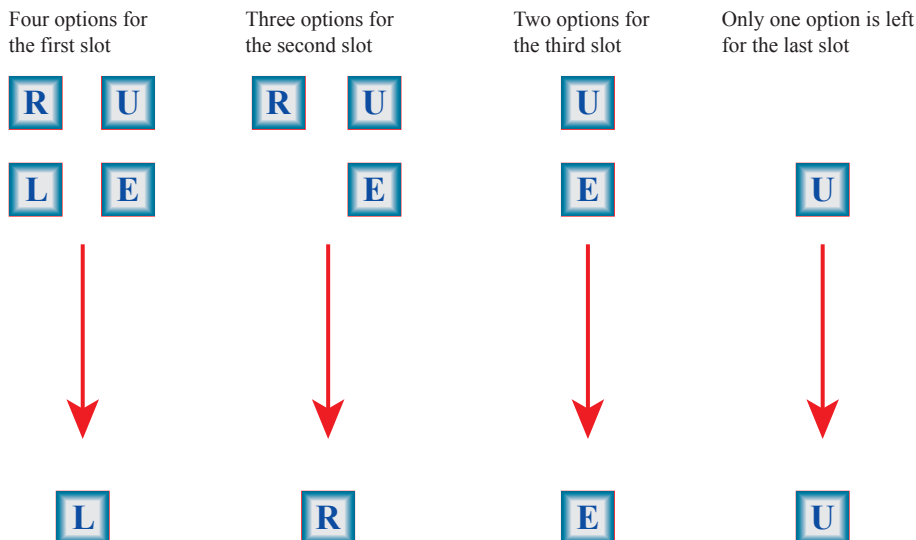 Four options for
the first slot
Three options for
the second slot
Two options for
the third slot
Only one option is left
for the last slot
R U R U U
L E E E U
L R E U